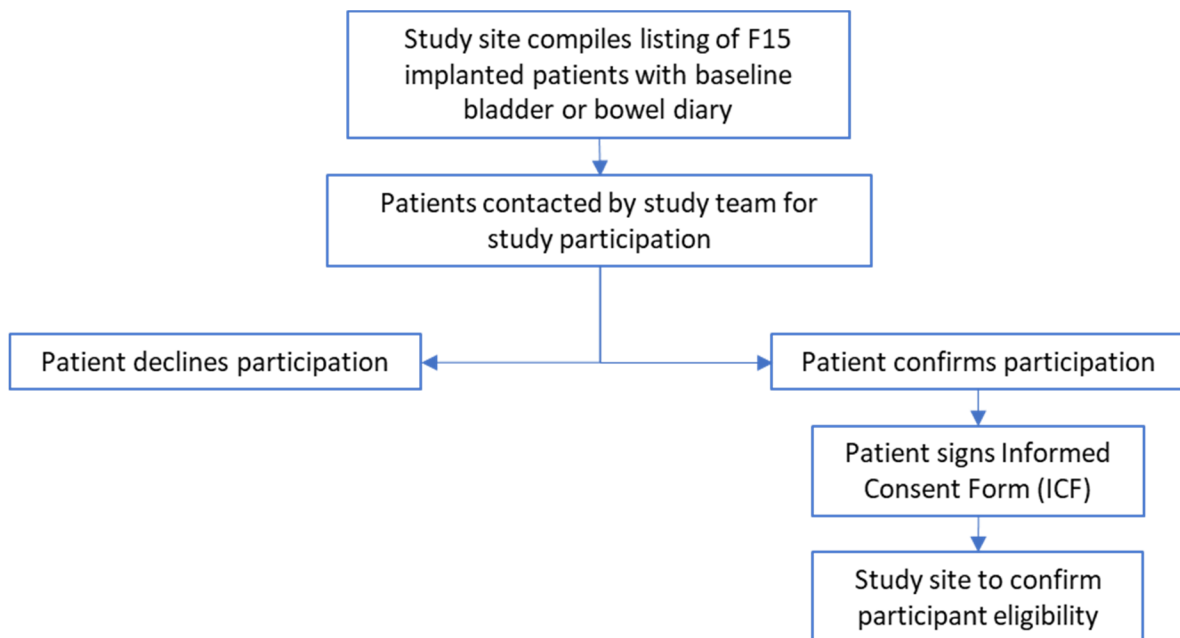 Study site compiles listing of F15
implanted patients with baseline
bladder or bowel diary
Patients contacted by study team for
study participation
Patient declines participation
Patient confirms participation
Patient signs Informed
Consent Form (ICF)
Study site to confirm
participant eligibility